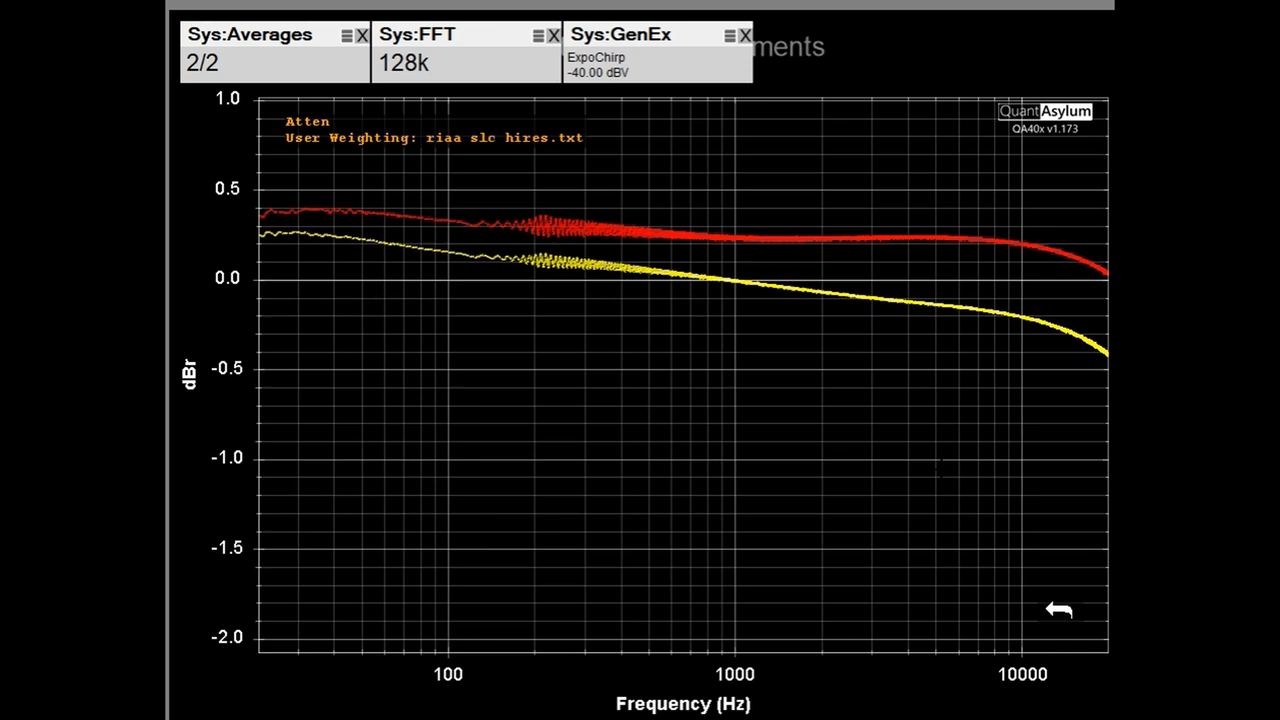 Sys:Averages X Sys:FFT X Sys:GenEx X
2/2 128k ExpoChirp
-40.00 dBV
ments
1.0
Atten
User Weighting: riaa slc hires.txt
QuantAsylum
QA40x v1.173
0.5
0.0
-0.5
dBr
-1.0
-1.5
-2.0
100 1000 10000
Frequency (Hz)